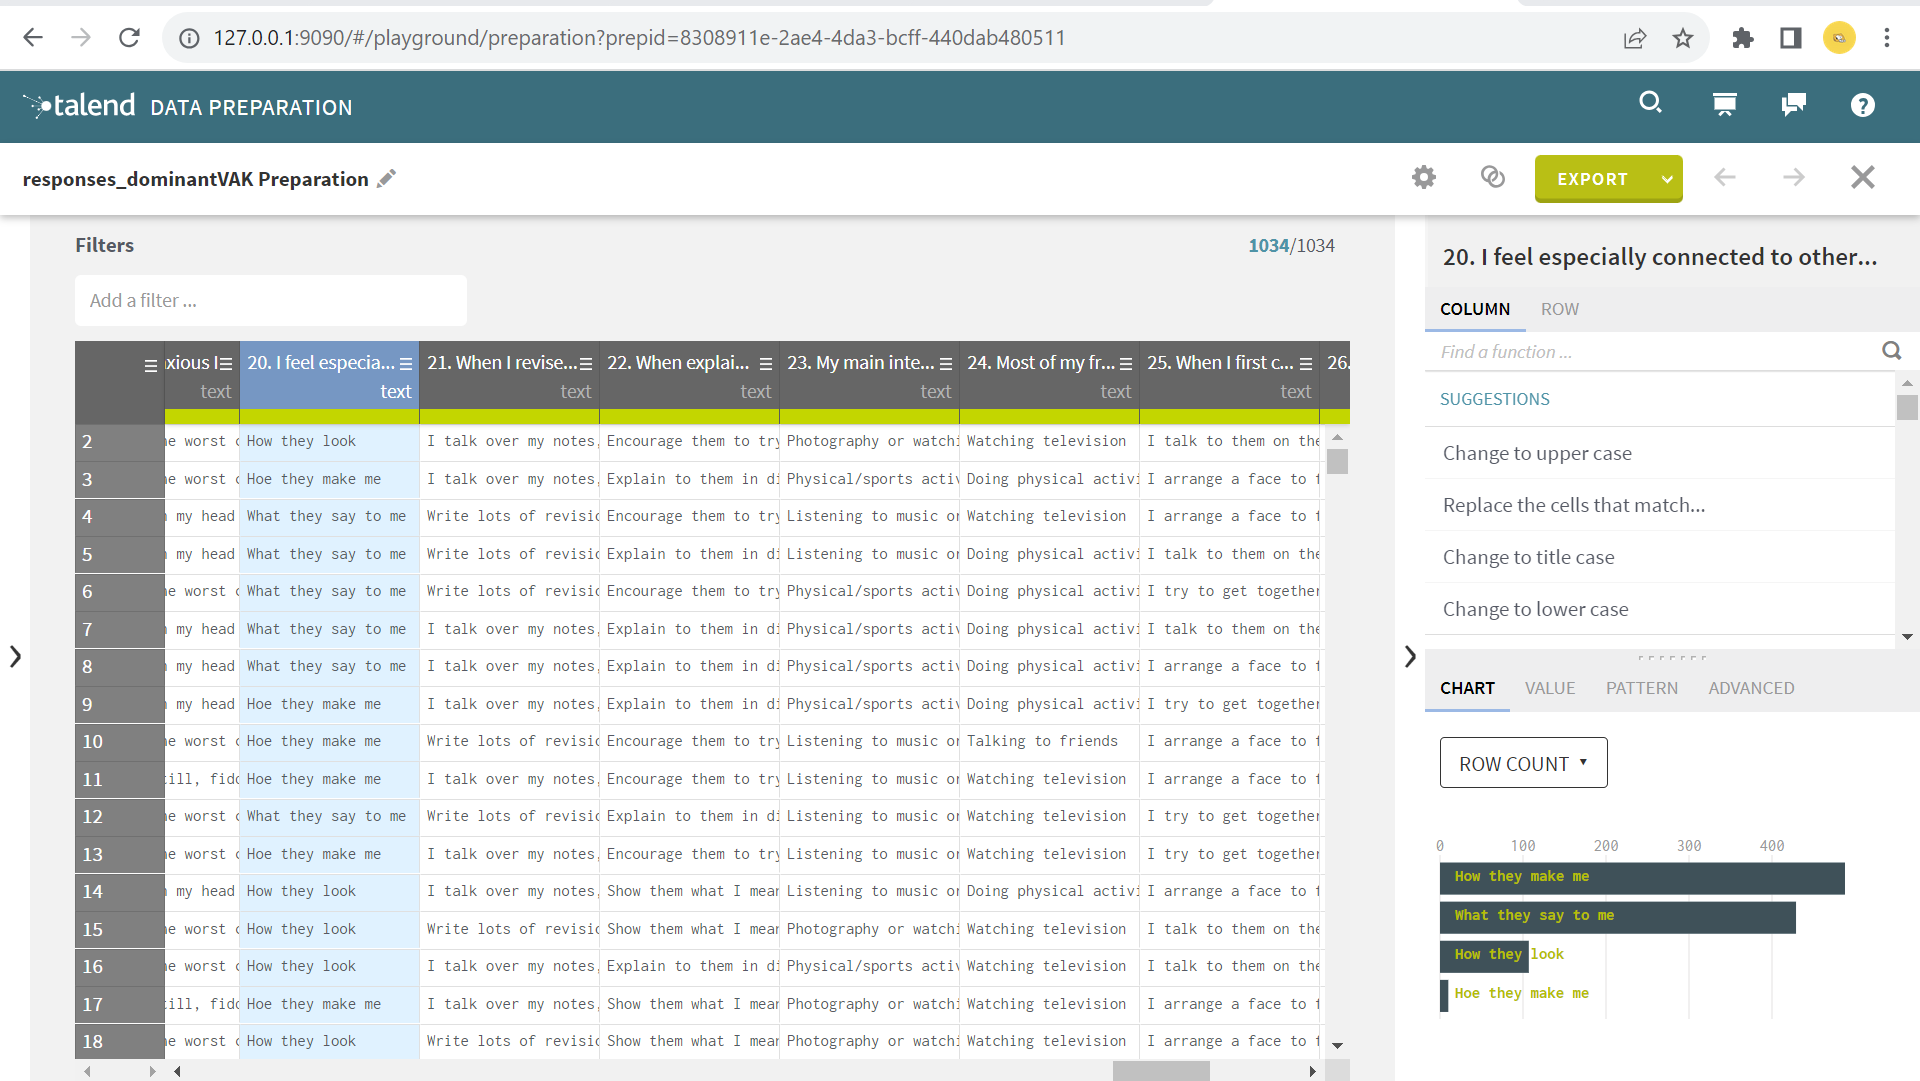 127.0.0.1:9090/#/playground/preparation?prepid=8308911e-2ae4-4da3-bcff-440dab480511
talend DATA PREPARATION
responses_dominantVAK Preparation
EXPORT
Filters 1034/1034
Add a filter ...
xious I 20. I feel especia... 21. When I revise... 22. When explai... 23. My main inte... 24. Most of my fr... 25. When I first c... 26.
text text text text text text text
2 ne worst c How they look I talk over my notes, Encourage them to try Photography or watchi Watching television I talk to them on the
3 ne worst c Hoe they make me I talk over my notes, Explain to them in di Physical/sports activ Doing physical activi I arrange a face to f
4 n my head What they say to me Write lots of revisio Encourage them to try Listening to music or Watching television I arrange a face to f
5 n my head What they say to me Write lots of revisio Explain to them in di Listening to music or Doing physical activi I talk to them on the
6 ne worst c What they say to me Write lots of revisio Encourage them to try Physical/sports activ Doing physical activi I try to get together
7 n my head What they say to me I talk over my notes, Explain to them in di Physical/sports activ Doing physical activi I talk to them on the
8 n my head What they say to me I talk over my notes, Explain to them in di Physical/sports activ Doing physical activi I arrange a face to f
9 n my head Hoe they make me I talk over my notes, Explain to them in di Physical/sports activ Doing physical activi I try to get together
10 ne worst c Hoe they make me Write lots of revisio Encourage them to try Listening to music or Talking to friends I arrange a face to f
11 till, fidd Hoe they make me I talk over my notes, Encourage them to try Listening to music or Watching television I arrange a face to f
12 ne worst c What they say to me Write lots of revisio Explain to them in di Listening to music or Watching television I try to get together
13 ne worst c Hoe they make me I talk over my notes, Encourage them to try Listening to music or Watching television I try to get together
14 n my head How they look I talk over my notes, Show them what I mean Listening to music or Doing physical activi I arrange a face to f
15 ne worst c How they look Write lots of revisio Show them what I mean Photography or watchi Watching television I talk to them on the
16 ne worst c How they look I talk over my notes, Explain to them in di Physical/sports activ Watching television I talk to them on the
17 till, fidd Hoe they make me I talk over my notes, Show them what I mean Photography or watchi Watching television I arrange a face to f
18 ne worst c How they look Write lots of revisio Show them what I mean Photography or watchi Watching television I arrange a face to f
20. I feel especially connected to other...
COLUMN ROW
Find a function ...
SUGGESTIONS
Change to upper case
Replace the cells that match...
Change to title case
Change to lower case
CHART VALUE PATTERN ADVANCED
ROW COUNT
0 100 200 300 400
How they make me
What they say to me
How they look
Hoe they make me